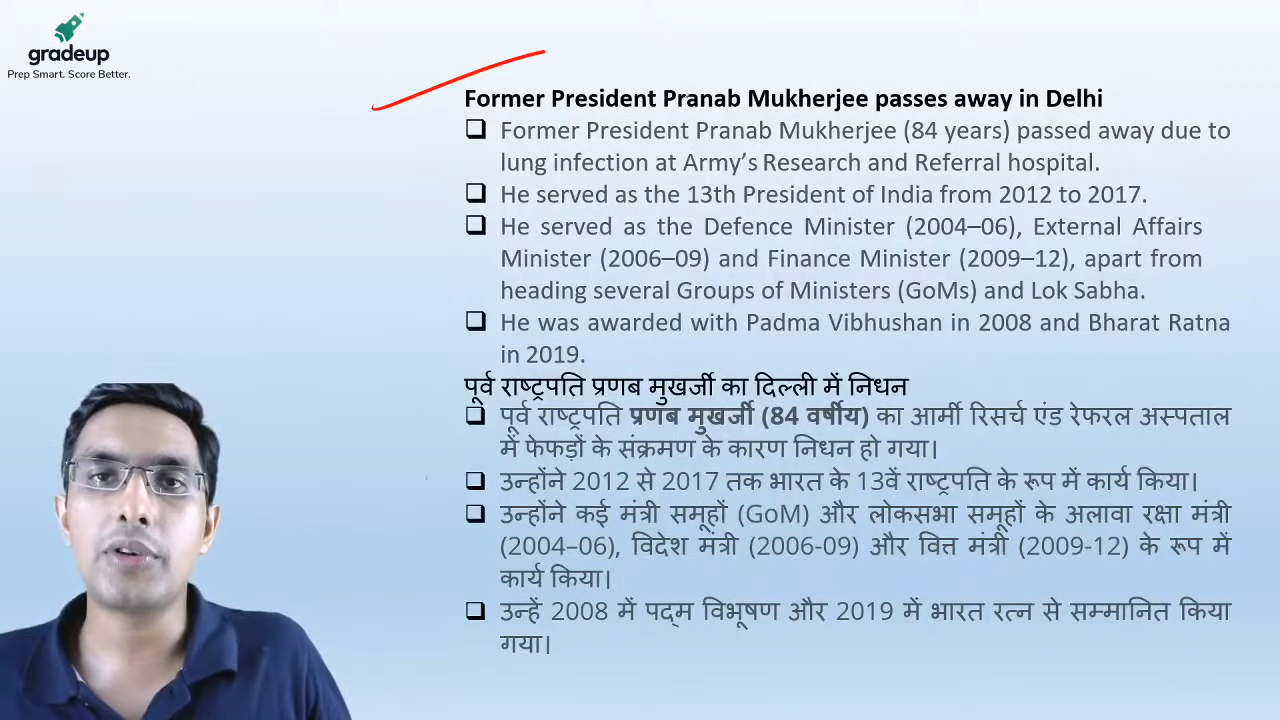 gradeup
Prep Smart. Score Better.
Former President Pranab Mukherjee passes away in Delhi
Former President Pranab Mukherjee (84 years) passed away due to
lung infection at Army’s Research and Referral hospital.
He served as the 13th President of India from 2012 to 2017.
He served as the Defence Minister (2004–06), External Affairs
Minister (2006–09) and Finance Minister (2009–12), apart from
heading several Groups of Ministers (GoMs) and Lok Sabha.
He was awarded with Padma Vibhushan in 2008 and Bharat Ratna
in 2019.
पूर्व राष्ट्रपति प्रणब मुखर्जी का दिल्ली में निधन
पूर्व राष्ट्रपति प्रणब मुखर्जी (84 वर्षीय) का आर्मी रिसर्च एंड रेफरल अस्पताल
में फेफड़ों के संक्रमण के कारण निधन हो गया।
उन्होंने 2012 से 2017 तक भारत के 13वें राष्ट्रपति के रूप में कार्य किया।
उन्होंने कई मंत्री समूहों (GoM) और लोकसभा समूहों के अलावा रक्षा मंत्री
(2004–06), विदेश मंत्री (2006-09) और वित्त मंत्री (2009-12) के रूप में
कार्य किया।
उन्हें 2008 में पद्म विभूषण और 2019 में भारत रत्न से सम्मानित किया
गया।